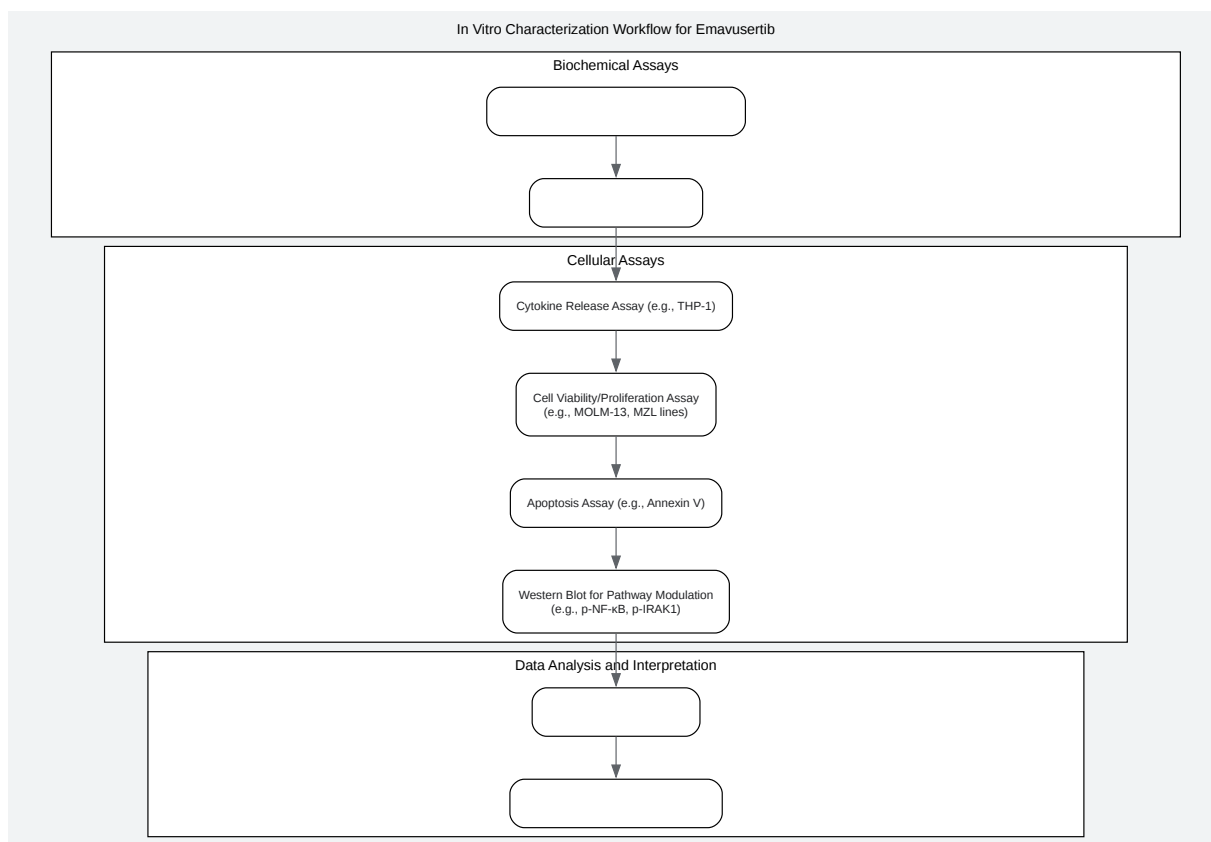 In Vitro Characterization Workflow for Emavusertib
Biochemical Assays
Cellular Assays
Cytokine Release Assay (e.g., THP-1)
Cell Viability/Proliferation Assay
(e.g., MOLM-13, MZL lines)
Apoptosis Assay (e.g., Annexin V)
Western Blot for Pathway Modulation
(e.g., p-NF-κB, p-IRAK1)
Data Analysis and Interpretation